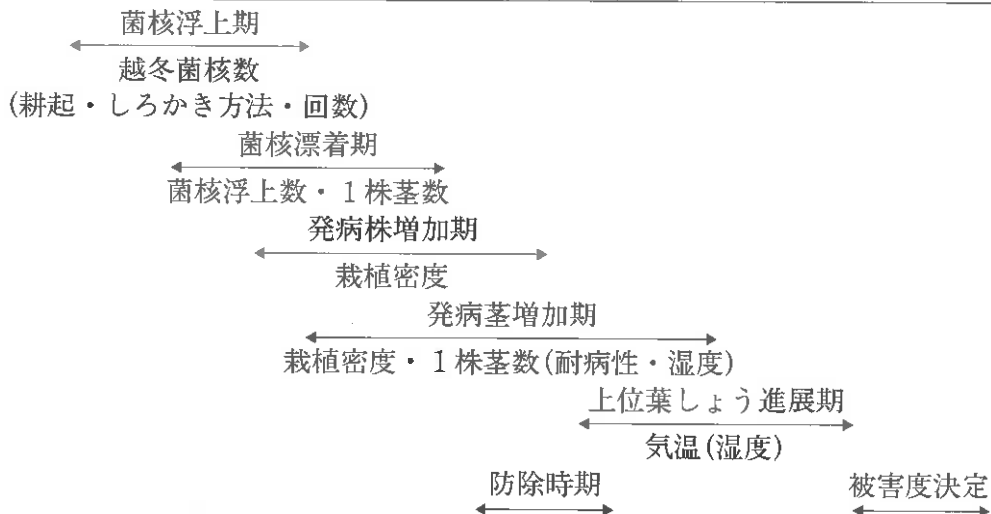 菌核浮上期
越冬菌核数
(耕起・しろかき方法・回数)
菌核漂着期
菌核浮上数・1株茎数
発病株増加期
栽植密度
発病茎増加期
栽植密度・1株茎数(耐病性・湿度)
上位葉しょう進展期
気温(湿度)
防除時期
被害度決定